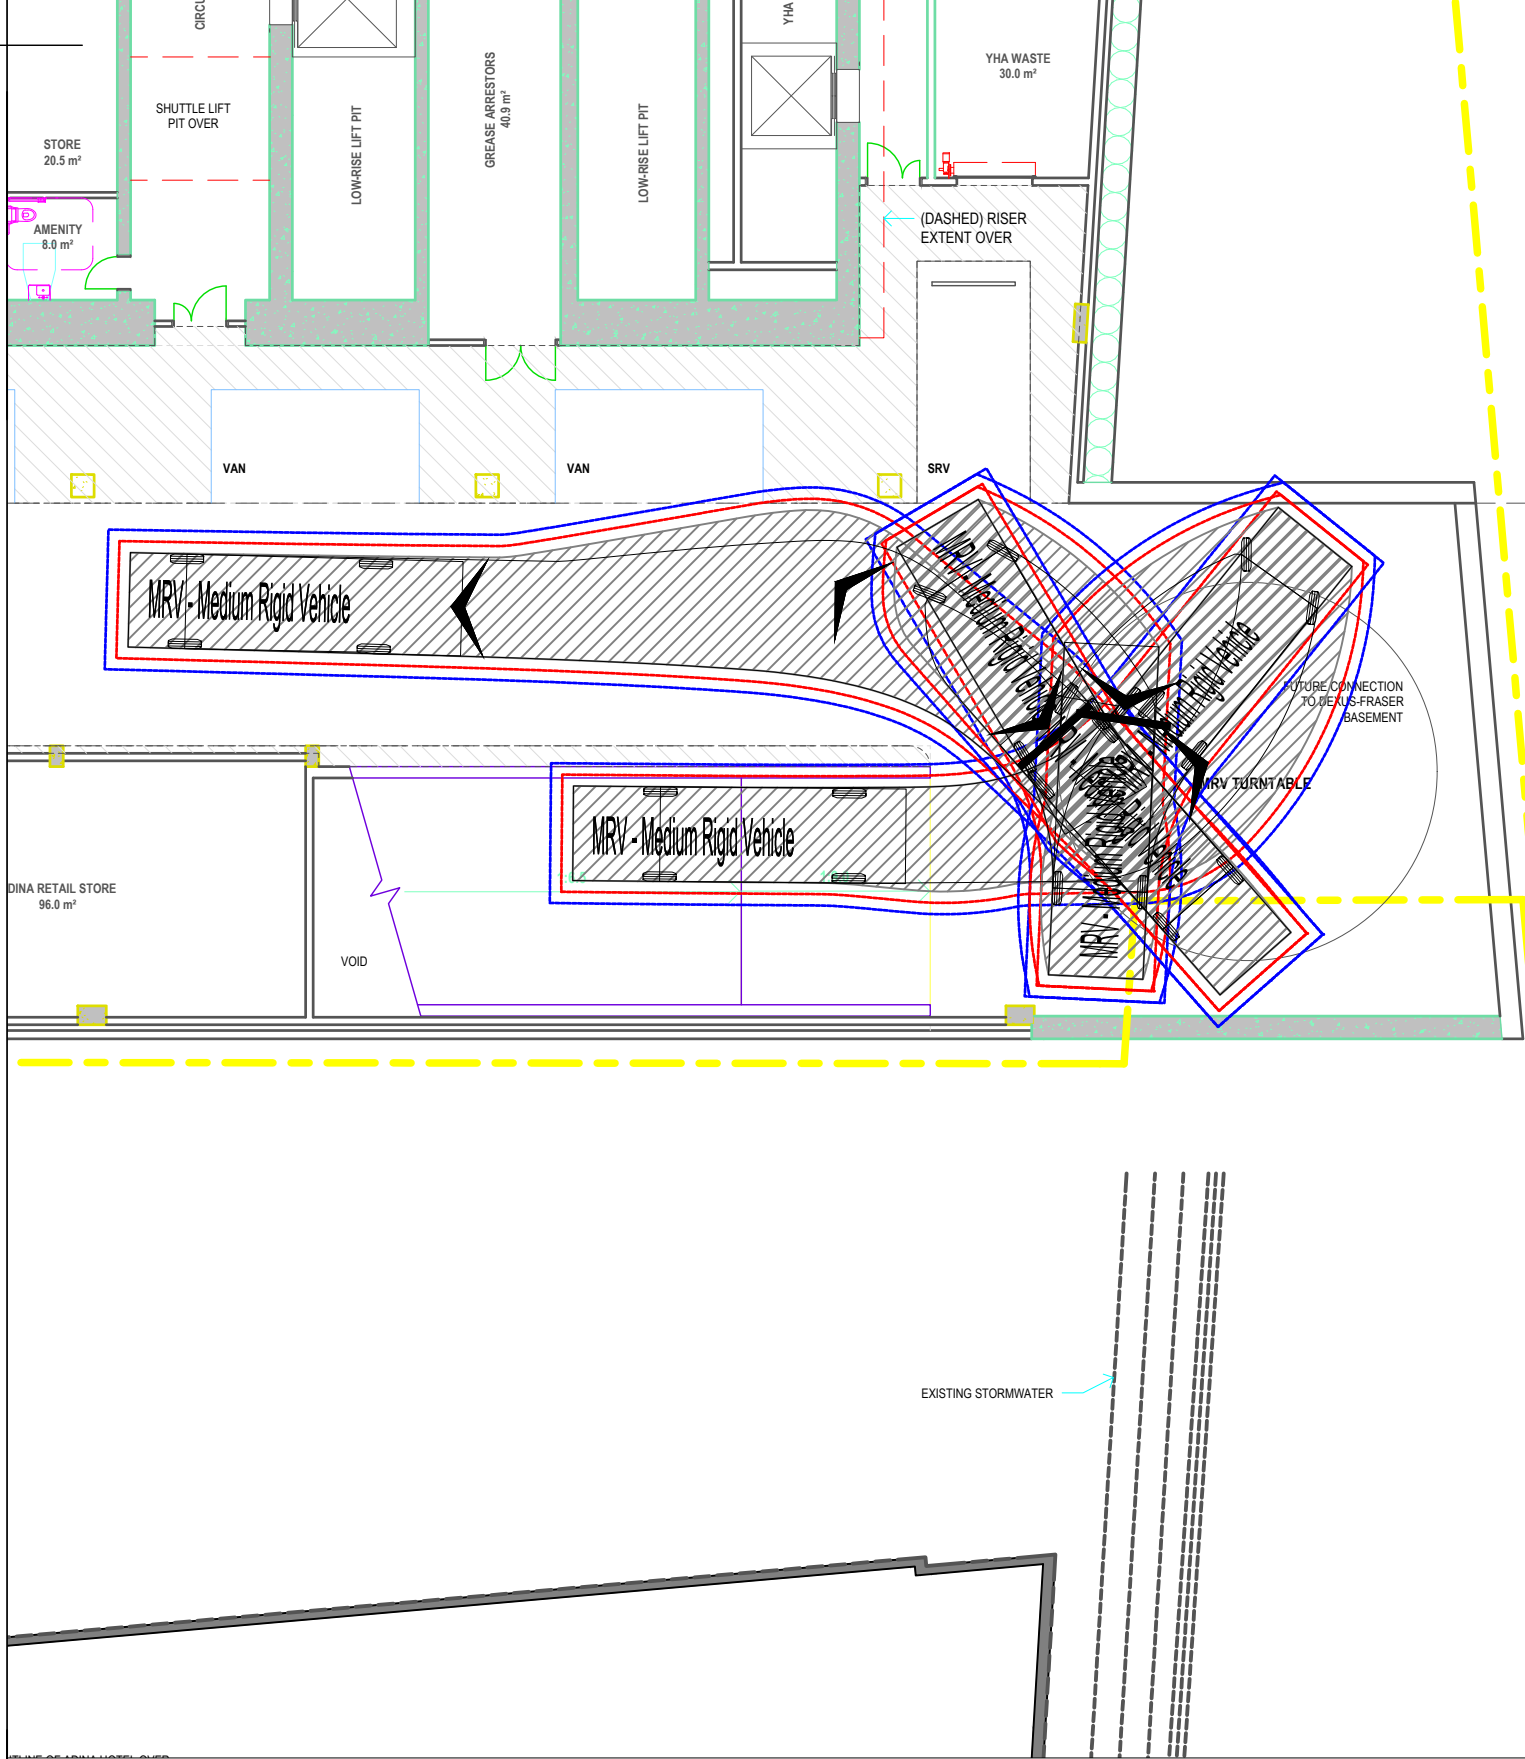 YHA
YHA WASTE
30.0 m²
SHUTTLE LIFT
PIT OVER
STORE
20.5 m²
LOW-RISE LIFT PIT
GREASE ARRESTORS
40.9 m²
LOW-RISE LIFT PIT
AMENITY
8.0 m²
(DASHED) RISER
EXTENT OVER
VAN
VAN
SRV
MRV - Medium Rigid Vehicle
MRV - Medium Rigid Vehicle
FUTURE CONNECTION
TO DEXUS-FRASER
BASEMENT
MRV TURNTABLE
MRV - Medium Rigid Vehicle
DINA RETAIL STORE
96.0 m²
VOID
EXISTING STORMWATER